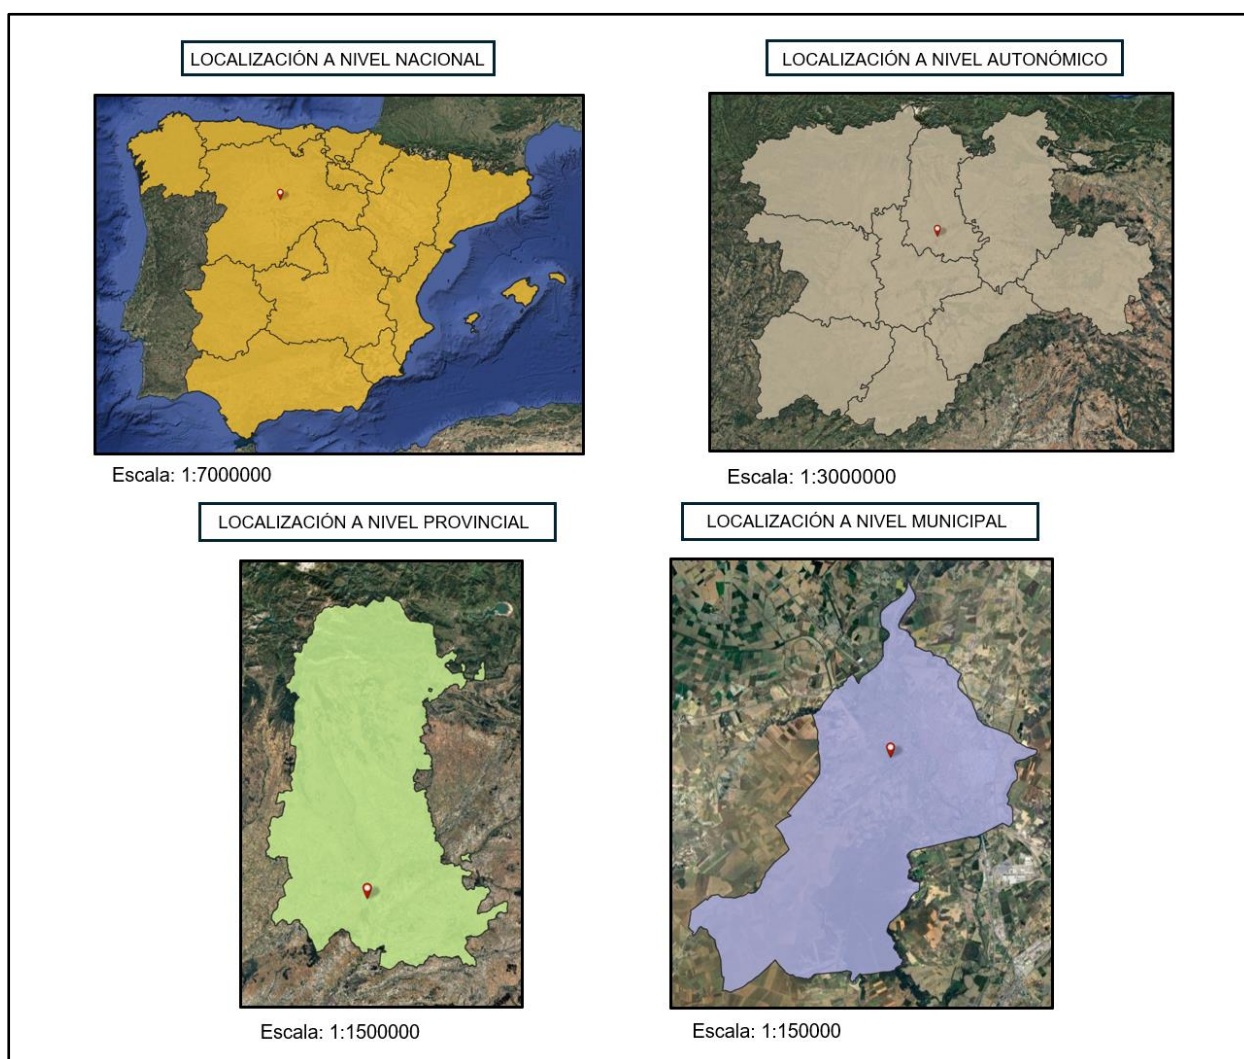 LOCALIZACIÓN A NIVEL NACIONAL
LOCALIZACIÓN A NIVEL AUTONÓMICO
Escala: 1:7000000
Escala: 1:3000000
LOCALIZACIÓN A NIVEL PROVINCIAL
LOCALIZACIÓN A NIVEL MUNICIPAL
Escala: 1:1500000
Escala: 1:150000